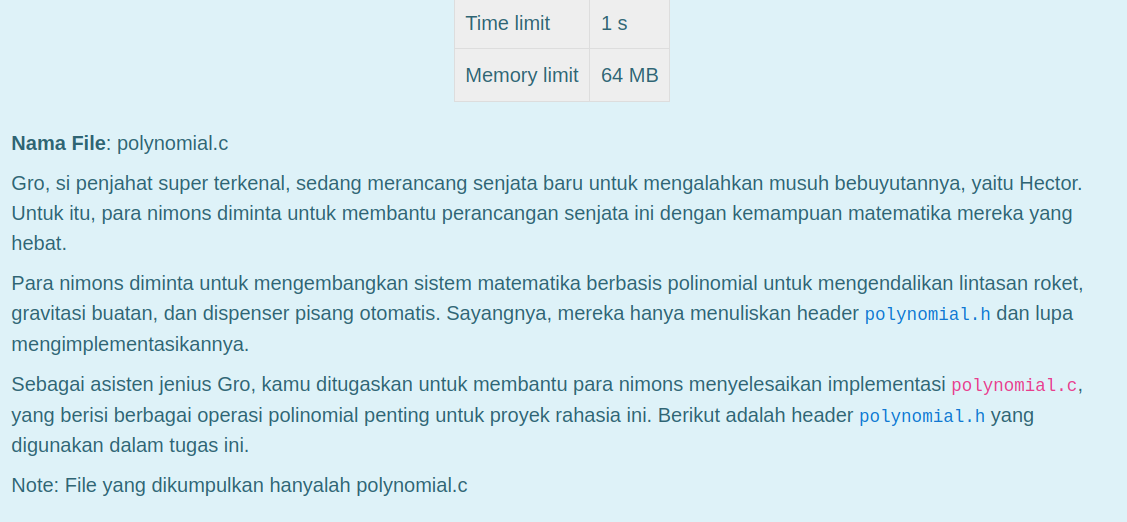 Time limit 1 s
Memory limit 64 MB
Nama File: polynomial.c
Gro, si penjahat super terkenal, sedang merancang senjata baru untuk mengalahkan musuh bebuyutannya, yaitu Hector.
Untuk itu, para nimons diminta untuk membantu perancangan senjata ini dengan kemampuan matematika mereka yang
hebat.
Para nimons diminta untuk mengembangkan sistem matematika berbasis polinomial untuk mengendalikan lintasan roket,
gravitasi buatan, dan dispenser pisang otomatis. Sayangnya, mereka hanya menuliskan header polynomial.h dan lupa
mengimplementasikannya.
Sebagai asisten jenius Gro, kamu ditugaskan untuk membantu para nimons menyelesaikan implementasi polynomial.c,
yang berisi berbagai operasi polinomial penting untuk proyek rahasia ini. Berikut adalah header polynomial.h yang
digunakan dalam tugas ini.
Note: File yang dikumpulkan hanyalah polynomial.c